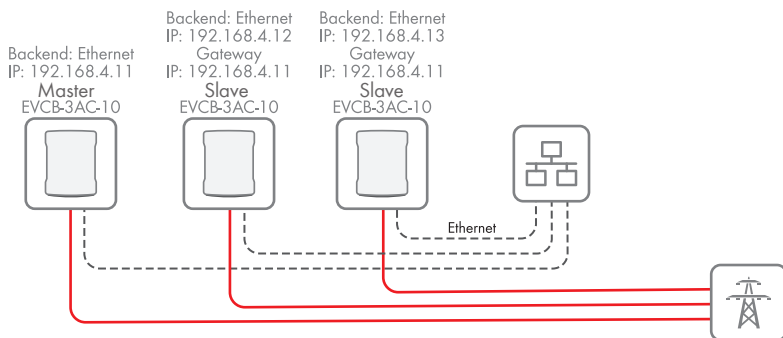 Backend: Ethernet
IP: 192.168.4.11
Master
EVCB-3AC-10
Backend: Ethernet
IP: 192.168.4.12
Gateway
IP: 192.168.4.11
Slave
EVCB-3AC-10
Backend: Ethernet
IP: 192.168.4.13
Gateway
IP: 192.168.4.11
Slave
EVCB-3AC-10
Ethernet